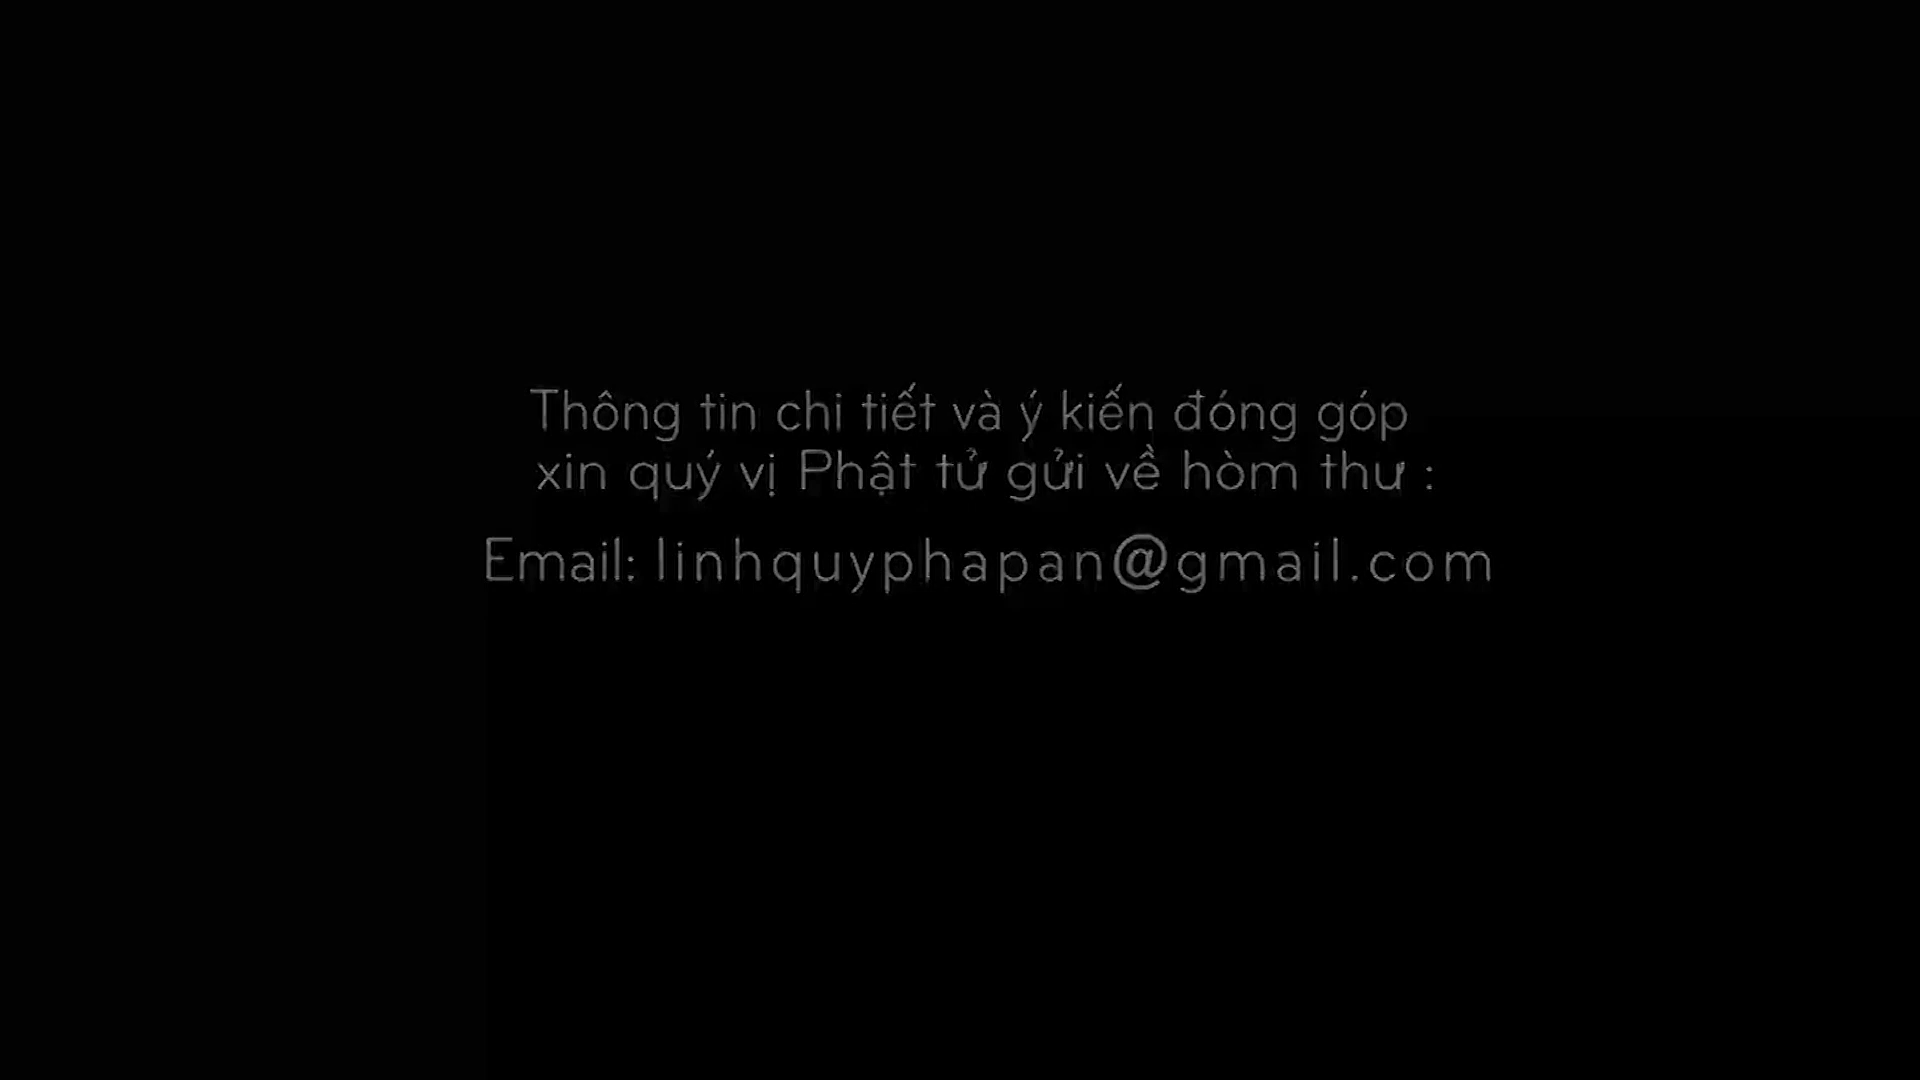 Thông tin chi tiết và ý kiến đóng góp
xin quý vị Phật tử gửi về hòm thư :
Email: linhquyphapan@gmail.com